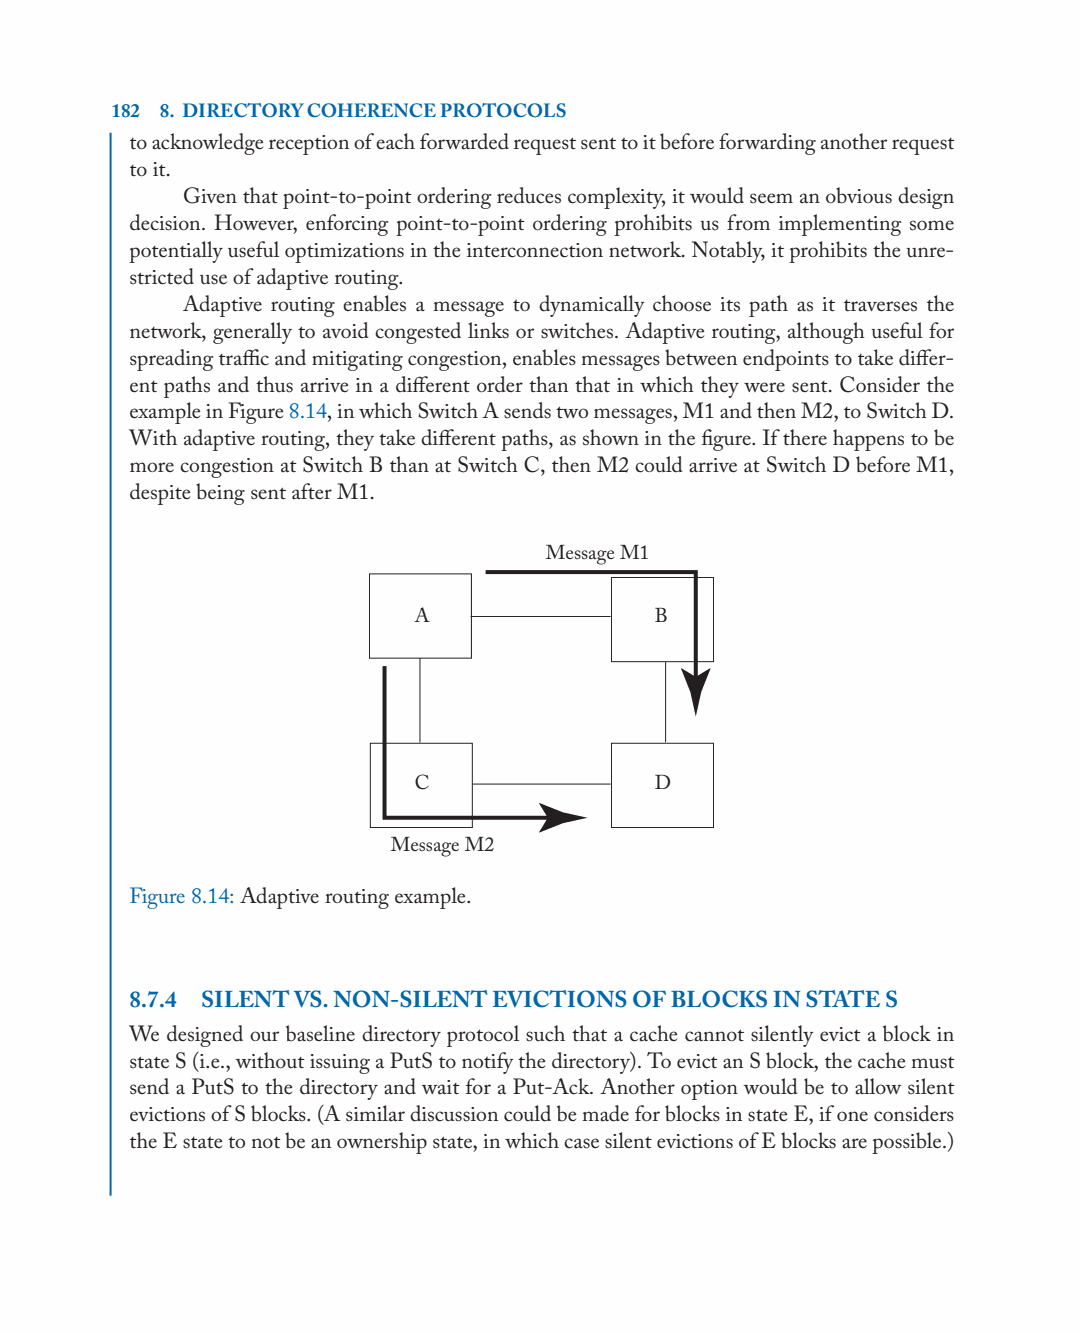 182 8. DIRECTORY COHERENCE PROTOCOLS
to acknowledge reception of each forwarded request sent to it before forwarding another request
to it.
Given that point-to-point ordering reduces complexity, it would seem an obvious design
decision. However, enforcing point-to-point ordering prohibits us from implementing some
potentially useful optimizations in the interconnection network. Notably, it prohibits the unre-
stricted use of adaptive routing.
Adaptive routing enables a message to dynamically choose its path as it traverses the
network, generally to avoid congested links or switches. Adaptive routing, although useful for
spreading traffic and mitigating congestion, enables messages between endpoints to take differ-
ent paths and thus arrive in a different order than that in which they were sent. Consider the
example in Figure 8.14, in which Switch A sends two messages, M1 and then M2, to Switch D.
With adaptive routing, they take different paths, as shown in the figure. If there happens to be
more congestion at Switch B than at Switch C, then M2 could arrive at Switch D before M1,
despite being sent after M1.
Message M1
A
B
C
D
Message M2
Figure 8.14: Adaptive routing example.
8.7.4 SILENT VS. NON-SILENT EVICTIONS OF BLOCKS IN STATE S
We designed our baseline directory protocol such that a cache cannot silently evict a block in
state S (i.e., without issuing a PutS to notify the directory). To evict an S block, the cache must
send a PutS to the directory and wait for a Put-Ack. Another option would be to allow silent
evictions of S blocks. (A similar discussion could be made for blocks in state E, if one considers
the E state to not be an ownership state, in which case silent evictions of E blocks are possible.)